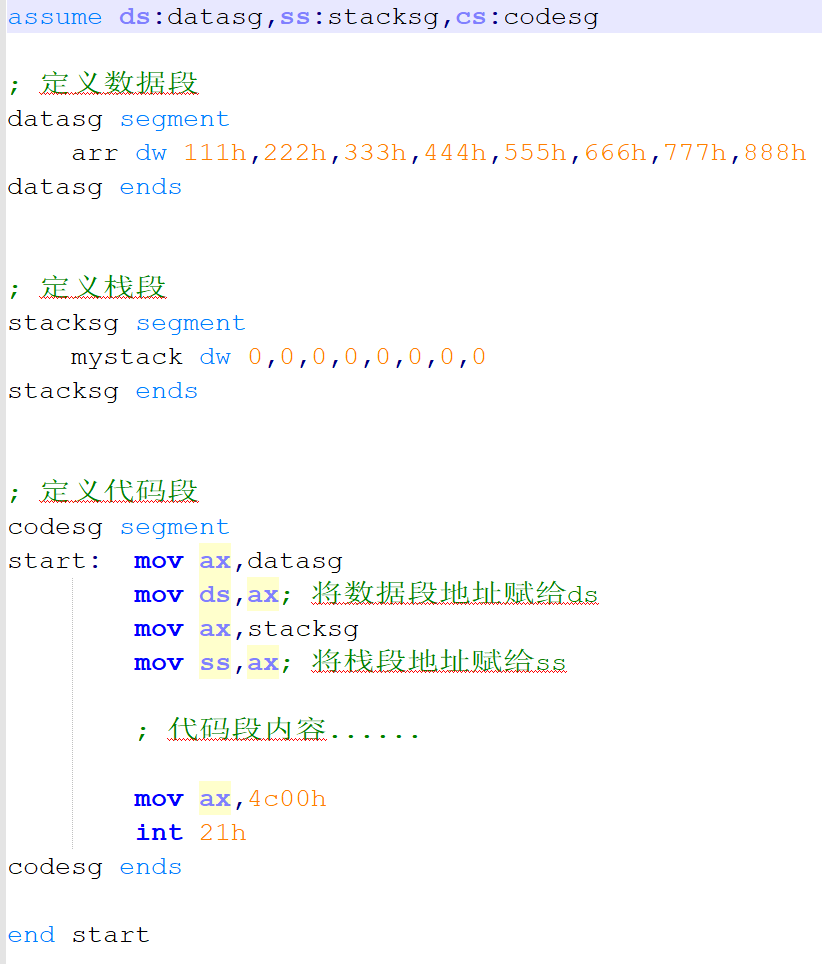 assume ds:datasg,ss:stacksg,cs:codesg
; 定义数据段
datasg segment
    arr dw 111h,222h,333h,444h,555h,666h,777h,888h
datasg ends
; 定义栈段
stacksg segment
    mystack dw 0,0,0,0,0,0,0,0
stacksg ends
; 定义代码段
codesg segment
start:  mov ax,datasg
        mov ds,ax; 将数据段地址赋给ds
        mov ax,stacksg
        mov ss,ax; 将栈段地址赋给ss
        ; 代码段内容......
        mov ax,4c00h
        int 21h
codesg ends
end start